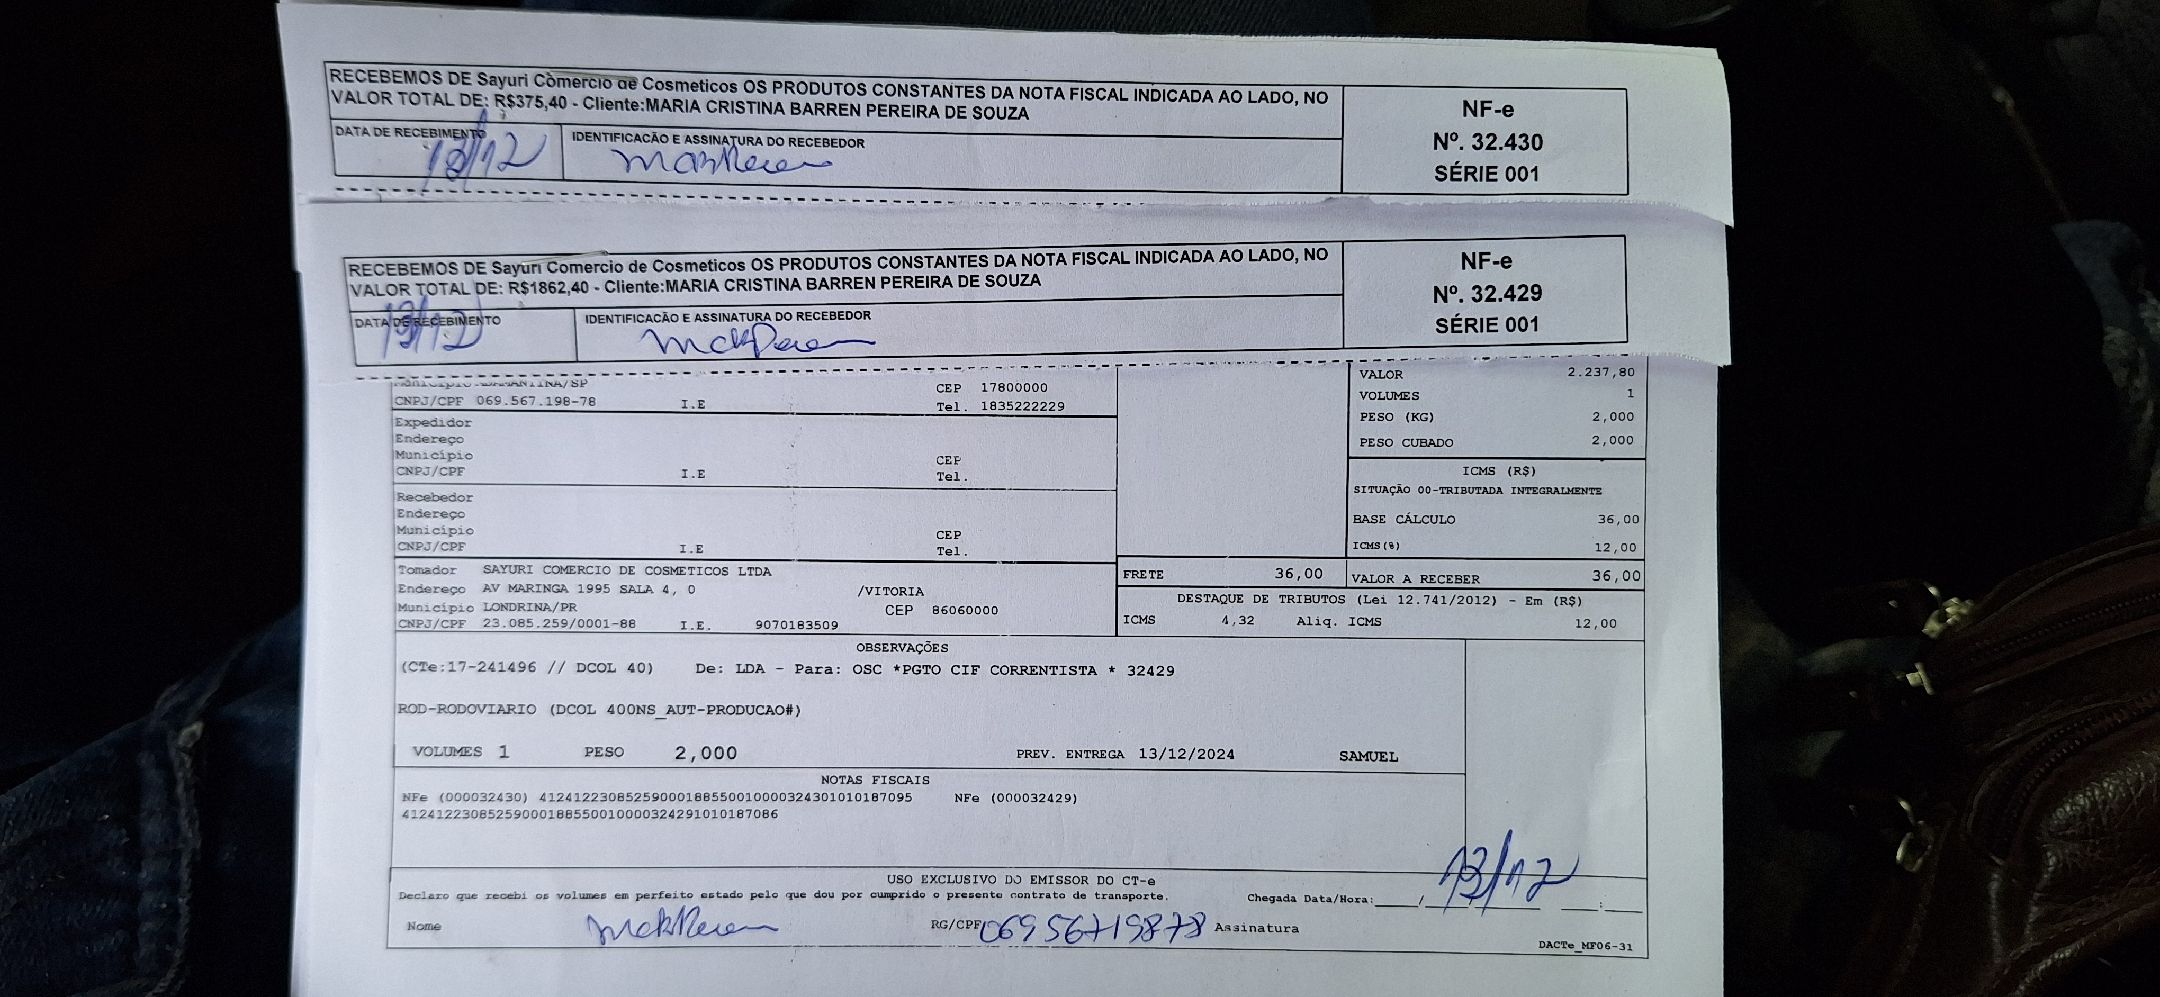 RECEBEMOS DE Sayuri Comercio de Cosmeticos OS PRODUTOS CONSTANTES DA NOTA FISCAL INDICADA AO LADO, NO
VALOR TOTAL DE: R$375,40 - Cliente:MARIA CRISTINA BARREN PEREIRA DE SOUZA
DATA DE RECEBIMENTO
13/12
IDENTIFICAÇÃO E ASSINATURA DO RECEBEDOR
NF-e
Nº. 32.430
SÉRIE 001
RECEBEMOS DE Sayuri Comercio de Cosmeticos OS PRODUTOS CONSTANTES DA NOTA FISCAL INDICADA AO LADO, NO
VALOR TOTAL DE: R$1862,40 - Cliente:MARIA CRISTINA BARREN PEREIRA DE SOUZA
DATA DE RECEBIMENTO
13/12
IDENTIFICAÇÃO E ASSINATURA DO RECEBEDOR
NF-e
Nº. 32.429
SÉRIE 001
CEP 17800000
CNPJ/CPF 069.567.198-78 I.E Tel. 1835222229
Expedidor
Endereço
Município CEP
CNPJ/CPF I.E Tel.
Recebedor
Endereço
Município CEP
CNPJ/CPF I.E Tel.
Tomador SAYURI COMERCIO DE COSMETICOS LTDA
Endereço AV MARINGA 1995 SALA 4, 0 /VITORIA
Município LONDRINA/PR CEP 86060000
CNPJ/CPF 23.085.259/0001-88 I.E. 9070183509
VALOR 2.237,80
VOLUMES 1
PESO (KG) 2,000
PESO CUBADO 2,000
ICMS (R$)
SITUAÇÃO 00-TRIBUTADA INTEGRALMENTE
BASE CÁLCULO 36,00
ICMS(%) 12,00
FRETE 36,00 VALOR A RECEBER 36,00
DESTAQUE DE TRIBUTOS (Lei 12.741/2012) - Em (R$)
ICMS 4,32 Aliq. ICMS 12,00
OBSERVAÇÕES
(CTe:17-241496 // DCOL 40) De: LDA - Para: OSC *PGTO CIF CORRENTISTA * 32429
ROD-RODOVIARIO (DCOL 400NS_AUT-PRODUCAO#)
VOLUMES 1 PESO 2,000 PREV. ENTREGA 13/12/2024 SAMUEL
NOTAS FISCAIS
NFe (000032430) 41241223085259000188550010000324301010187095 NFe (000032429)
41241223085259000188550010000324291010187086
USO EXCLUSIVO DO EMISSOR DO CT-e
Declaro que recebi os volumes em perfeito estado pelo que dou por cumprido o presente contrato de transporte.
Chegada Data/Hora:____/____ ____:____
13/12
Nome RG/CPF 06956719878 Assinatura
DACTe_MF06-31